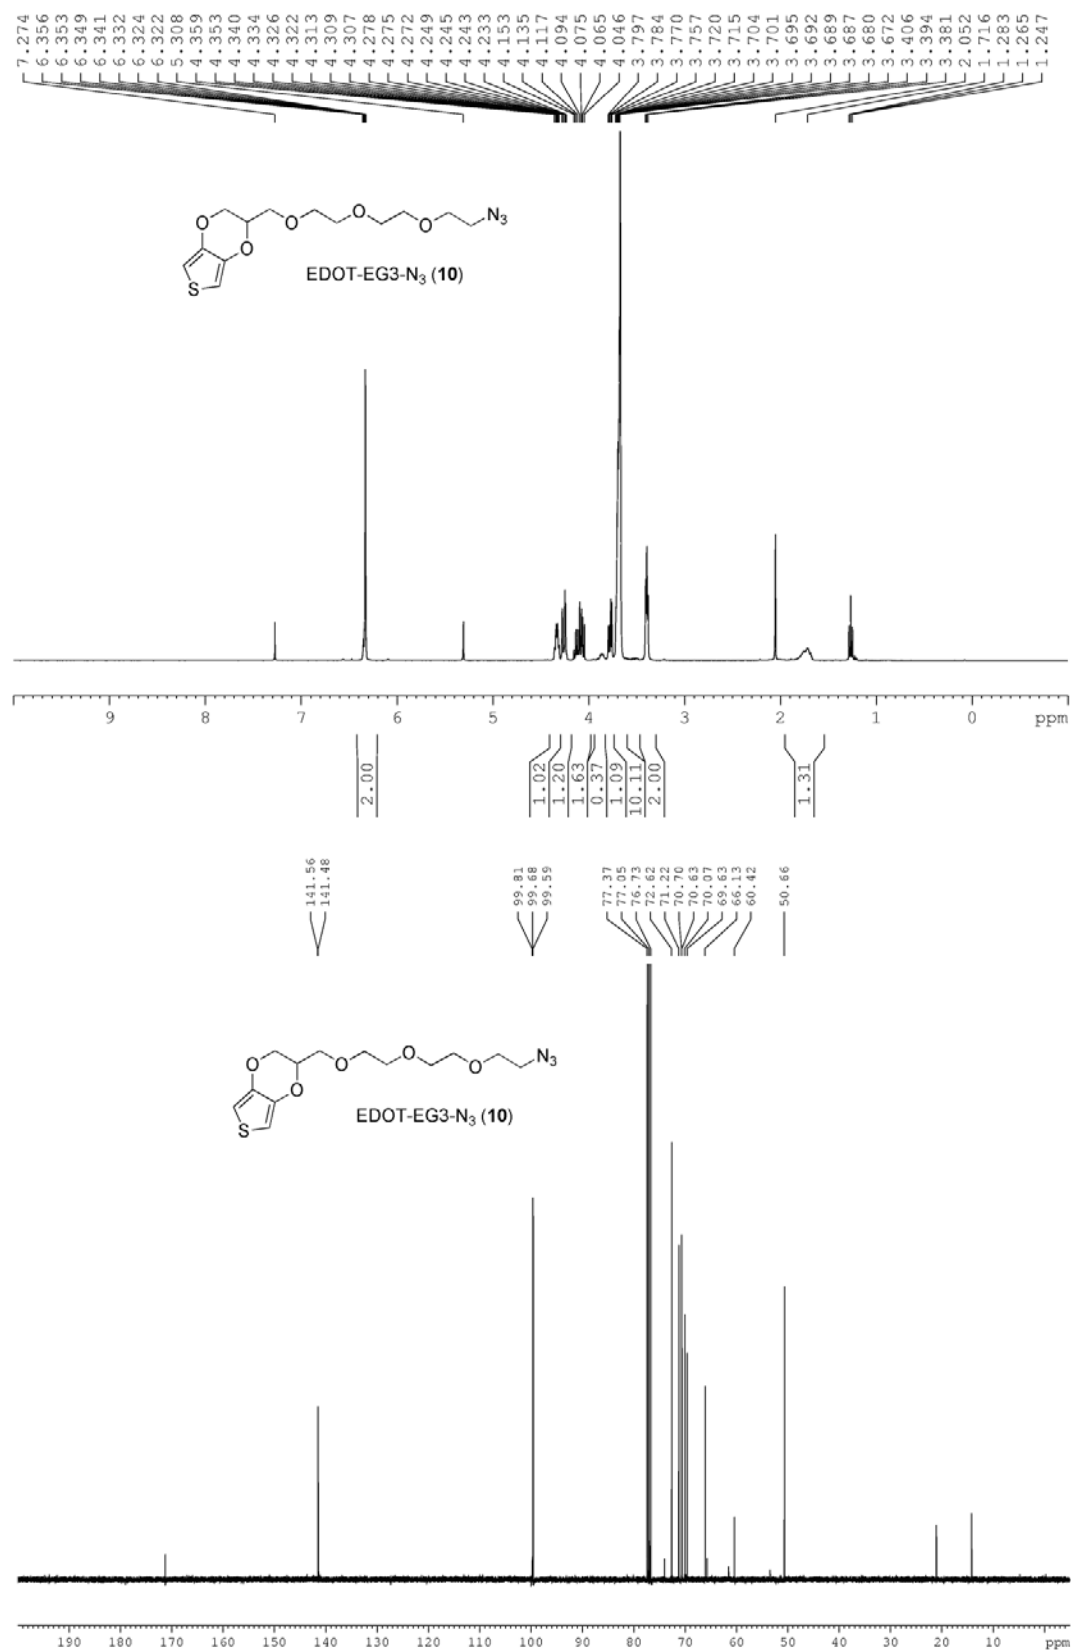 7.274 6.356 6.353 6.349 6.341 6.332 6.324 6.322 5.308 4.359 4.353 4.340 4.334 4.326 4.322 4.313 4.309 4.307 4.278 4.275 4.272 4.249 4.245 4.243 4.233 4.153 4.135 4.117 4.094 4.075 4.065 4.046 3.797 3.784 3.770 3.757 3.720 3.715 3.704 3.701 3.695 3.692 3.689 3.687 3.680 3.672 3.406 3.394 3.381 2.052 1.716 1.283 1.265 1.247
O O O O O N3
S
EDOT-EG3-N3 (10)
9 8 7 6 5 4 3 2 1 0 ppm
2.00 1.02 1.20 1.63 0.37 1.09 10.11 2.00 1.31
141.56 141.48 99.81 99.68 99.59 77.37 77.05 76.73 72.62 71.22 70.70 70.63 70.07 69.63 66.13 60.42 50.66
O O O O O N3
S
EDOT-EG3-N3 (10)
190 180 170 160 150 140 130 120 110 100 90 80 70 60 50 40 30 20 10 ppm